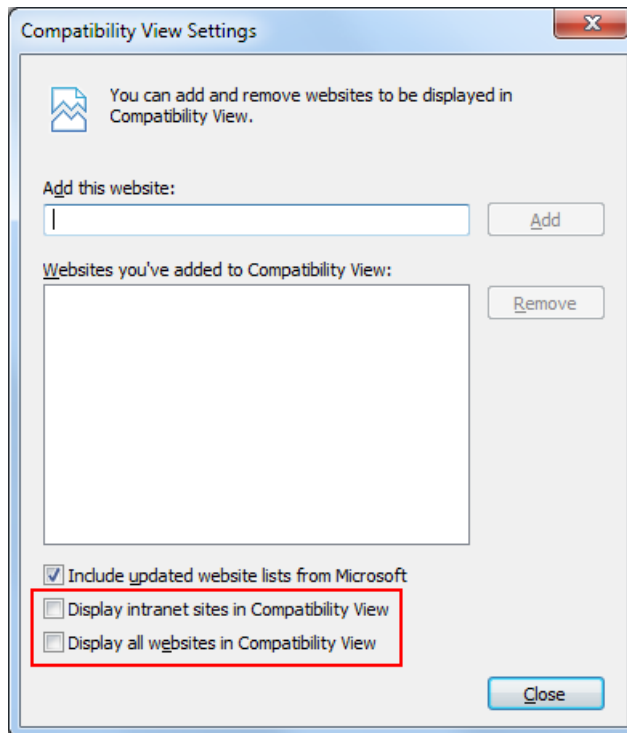 Compatibility View Settings
You can add and remove websites to be displayed in
Compatibility View.
Add this website:
Add
Websites you've added to Compatibility View:
Remove
Include updated website lists from Microsoft
Display intranet sites in Compatibility View
Display all websites in Compatibility View
Close